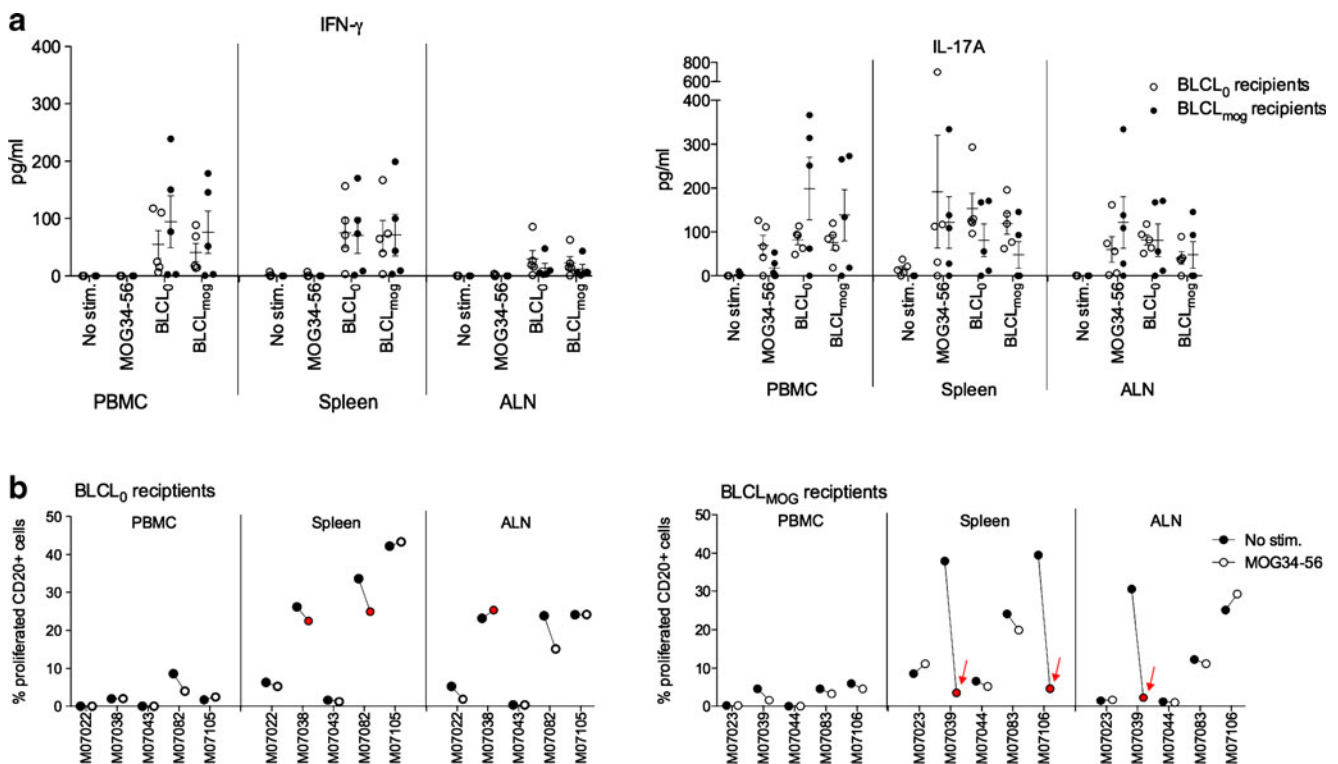 a
IFN-γ
400
300
200
100
0
pg/ml
No stim.
MOG34-56
BLCL0
BLCLmog
No stim.
MOG34-56
BLCL0
BLCLmog
No stim.
MOG34-56
BLCL0
BLCLmog
PBMC
Spleen
ALN
IL-17A
800
600
400
300
200
100
0
pg/ml
BLCL0 recipients
BLCLmog recipients
No stim.
MOG34-56
BLCL0
BLCLmog
No stim.
MOG34-56
BLCL0
BLCLmog
No stim.
MOG34-56
BLCL0
BLCLmog
PBMC
Spleen
ALN
b
BLCL0 reciptients
PBMC
Spleen
ALN
50
40
30
20
10
0
% proliferated CD20+ cells
M07022
M07038
M07043
M07082
M07105
M07022
M07038
M07043
M07082
M07105
M07022
M07038
M07043
M07082
M07105
BLCLMOG reciptients
PBMC
Spleen
ALN
50
40
30
20
10
0
% proliferated CD20+ cells
No stim.
MOG34-56
M07023
M07039
M07044
M07083
M07106
M07023
M07039
M07044
M07083
M07106
M07023
M07039
M07044
M07083
M07106